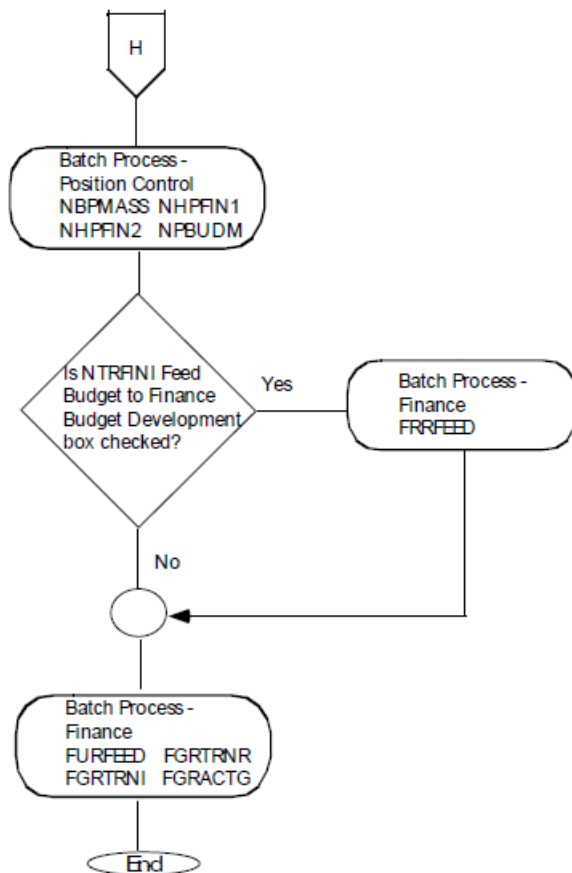 H
Batch Process -
Position Control
NBPMASS NHPFIN1
NHPFIN2 NPBUDM
Is NTRFINI Feed
Budget to Finance
Budget Development
box checked?
Yes
Batch Process -
Finance
FRRFEED
No
Batch Process -
Finance
FURFEED FGRTRNR
FGRTRNI FGRACTG
End